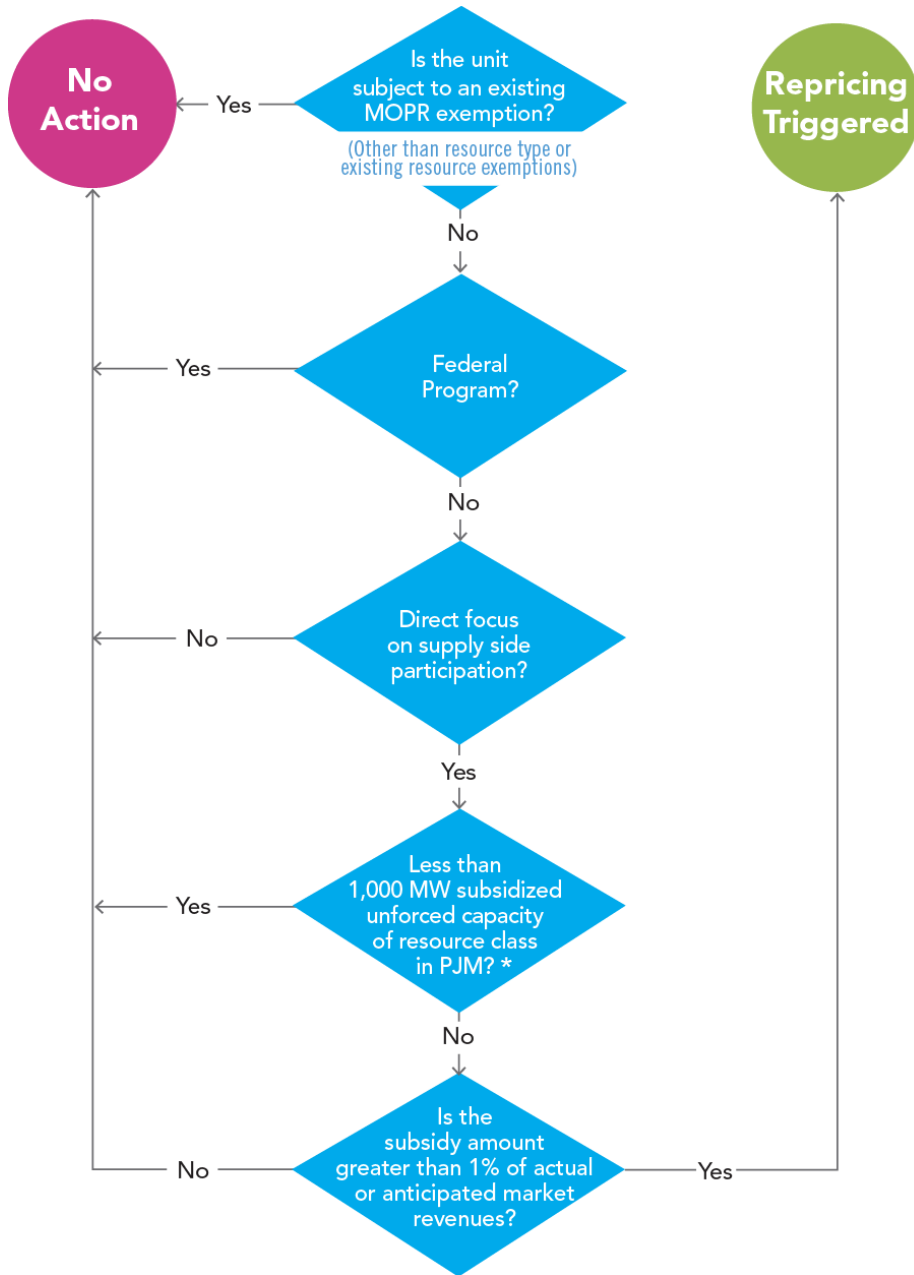 No
Action
Yes
Is the unit
subject to an existing
MOPR exemption?
(Other than resource type or
existing resource exemptions)
Repricing
Triggered
No
Yes
Federal
Program?
No
No
Direct focus
on supply side
participation?
Yes
Yes
Less than
1,000 MW subsidized
unforced capacity
of resource class
in PJM? *
No
No
Is the
subsidy amount
greater than 1% of actual
or anticipated market
revenues?
Yes